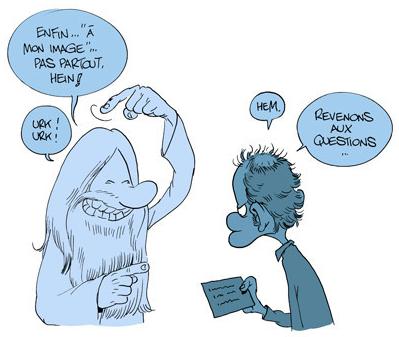 ENFIN... "À
MON IMAGE"...
PAS PARTOUT,
HEIN!
URK!
URK!
HEM.
REVENONS
AUX
QUESTIONS
...